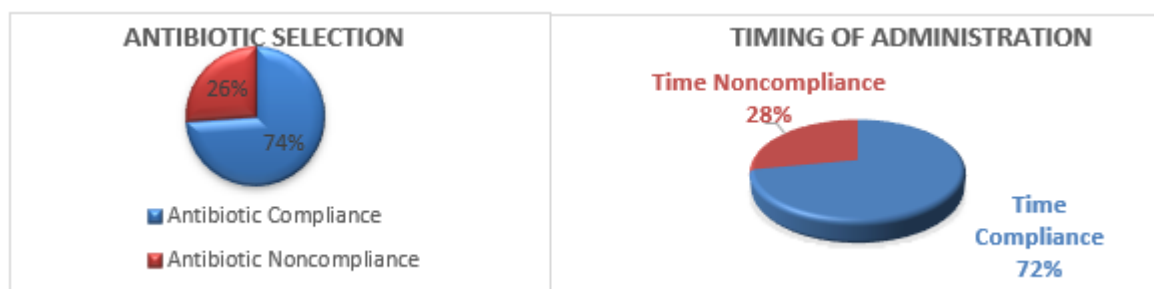 ANTIBIOTIC SELECTION
26%
74%
Antibiotic Compliance
Antibiotic Noncompliance
TIMING OF ADMINISTRATION
Time Noncompliance
28%
Time
Compliance
72%